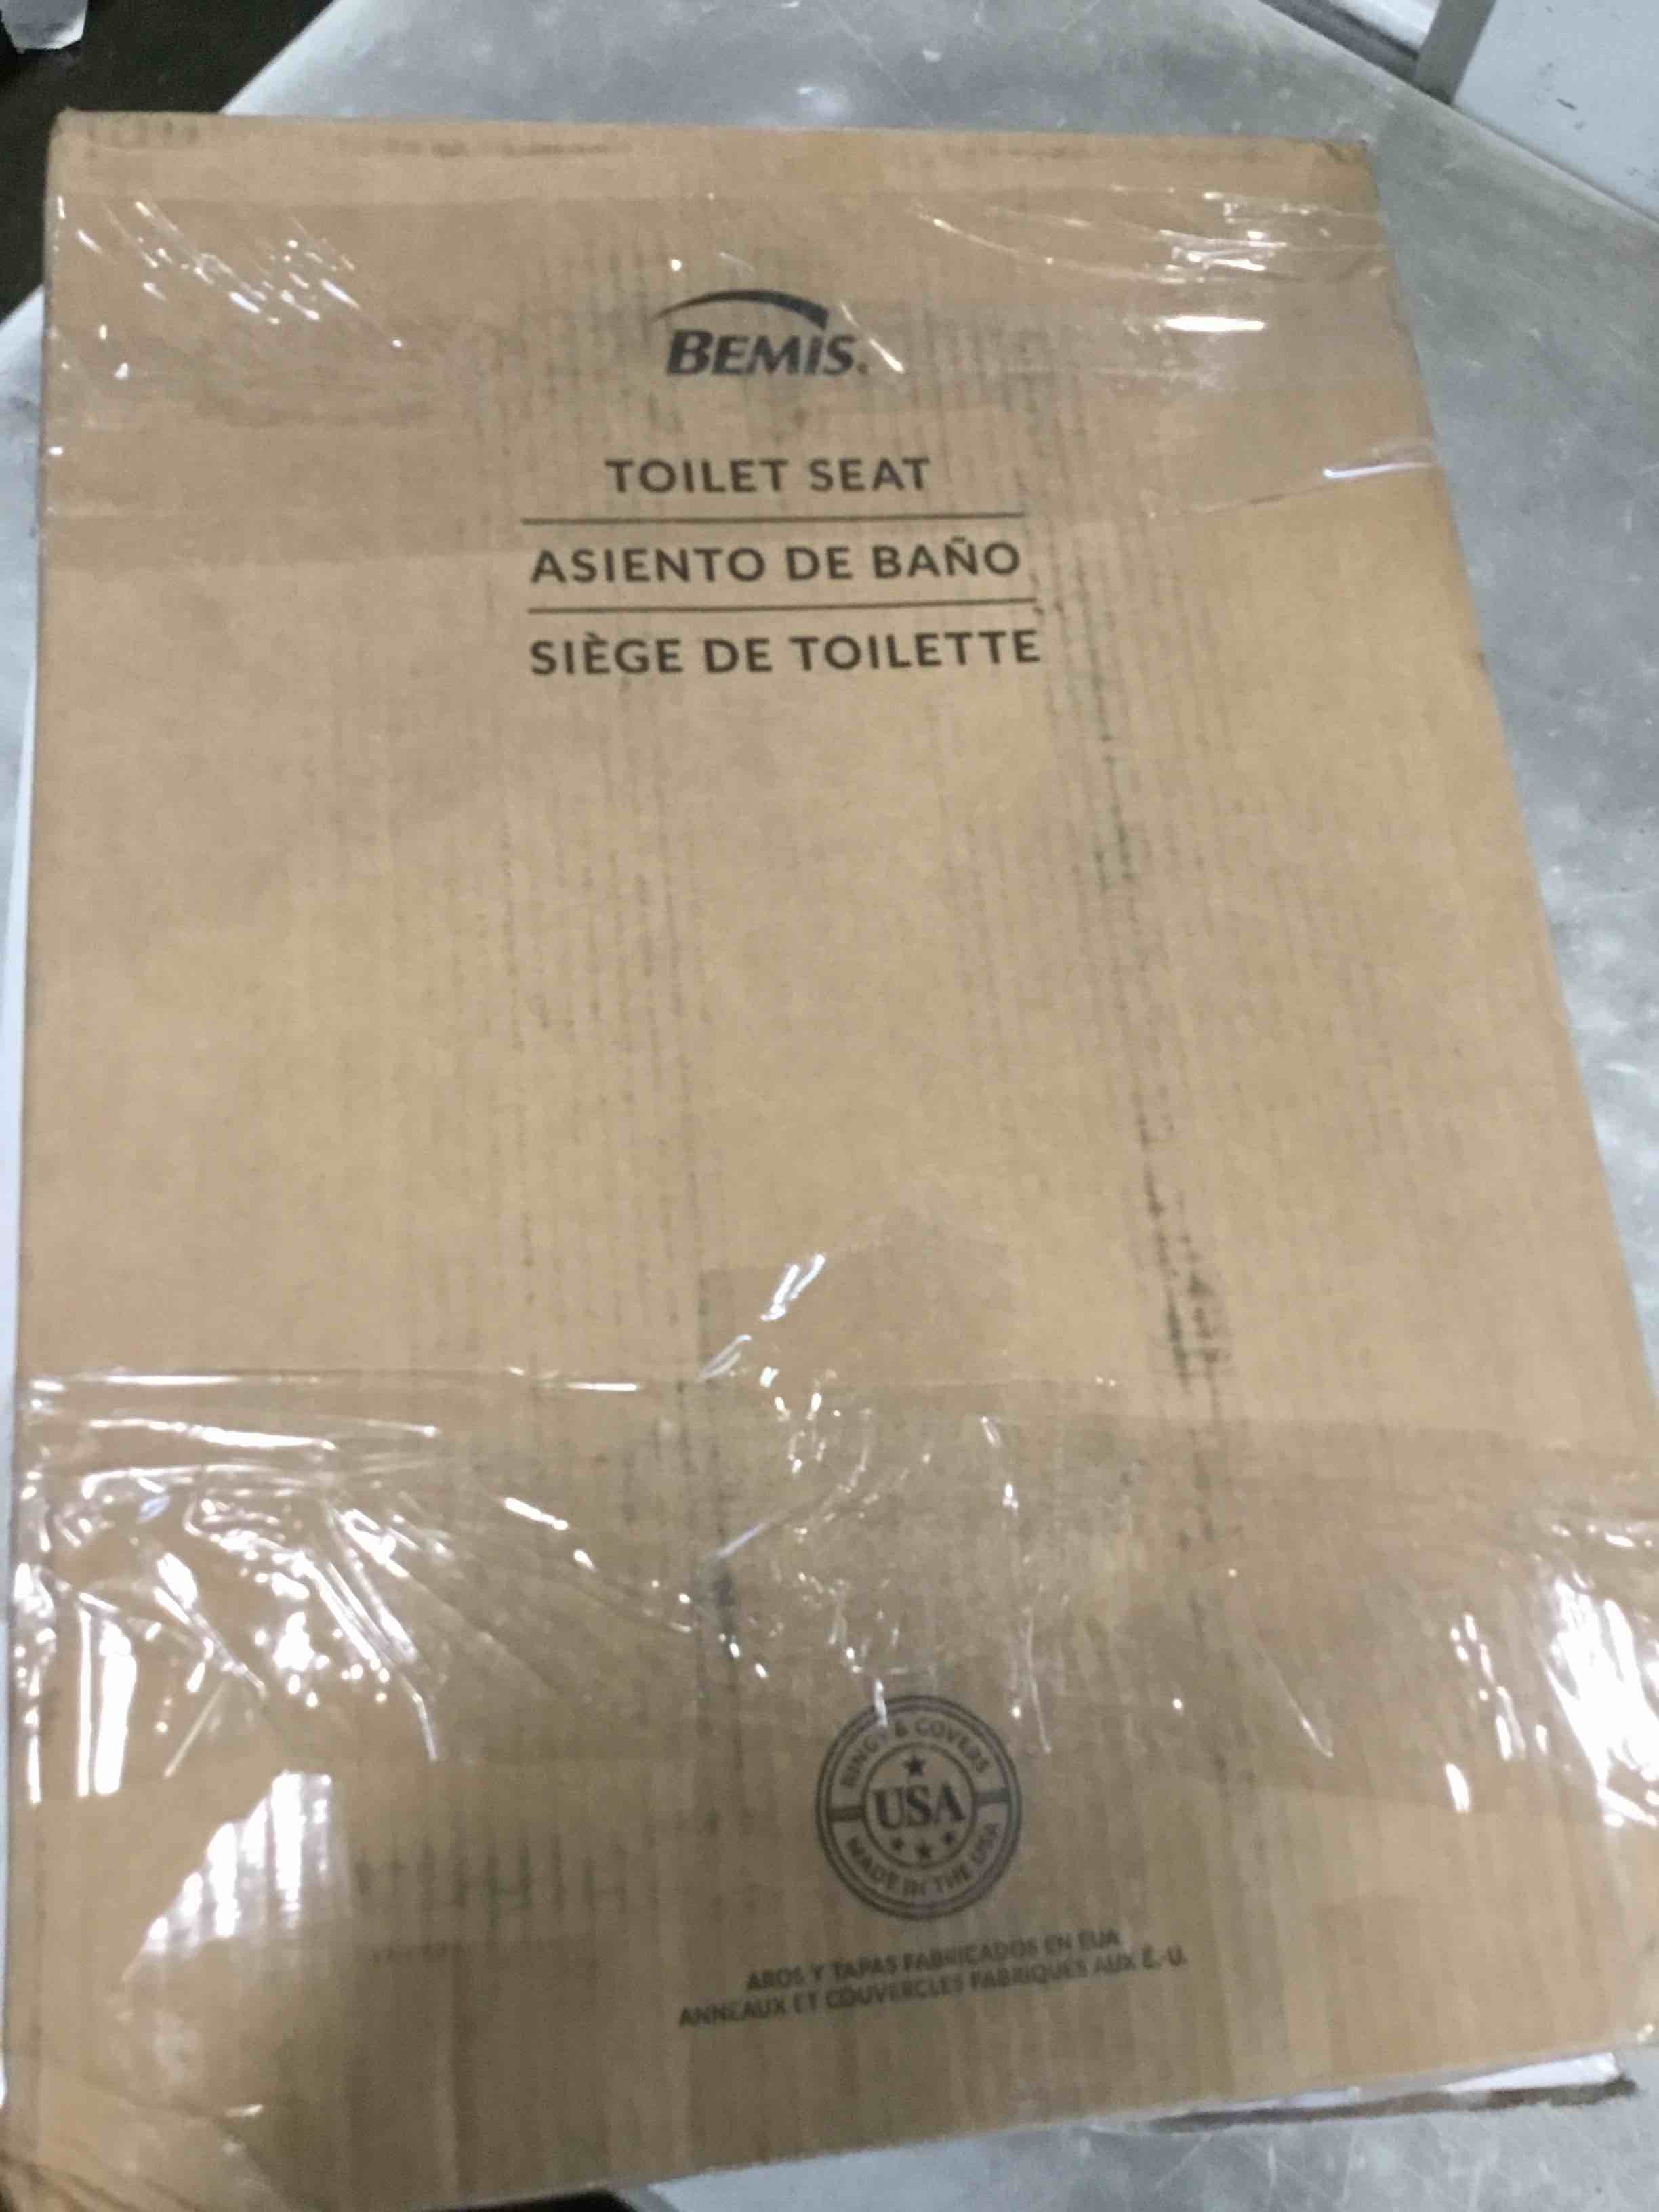 BEMIS.
TOILET SEAT
ASIENTO DE BAÑO
SIÈGE DE TOILETTE
RINGS & COVERS
USA
MADE IN THE USA
AROS Y TAPAS FABRICADOS EN EUA
ANNEAUX ET COUVERCLES FABRIQUÉS AUX É.-U.